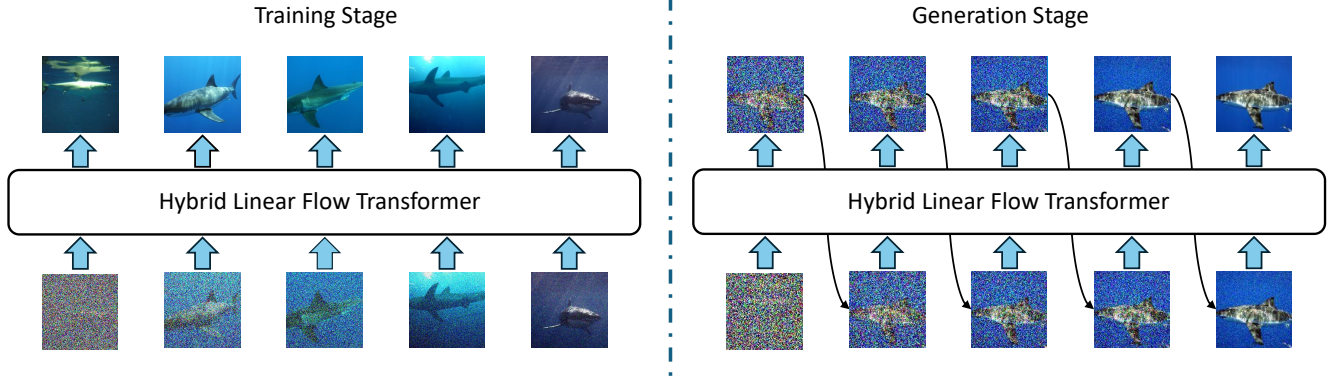 Training Stage
Generation Stage
Hybrid Linear Flow Transformer
Hybrid Linear Flow Transformer